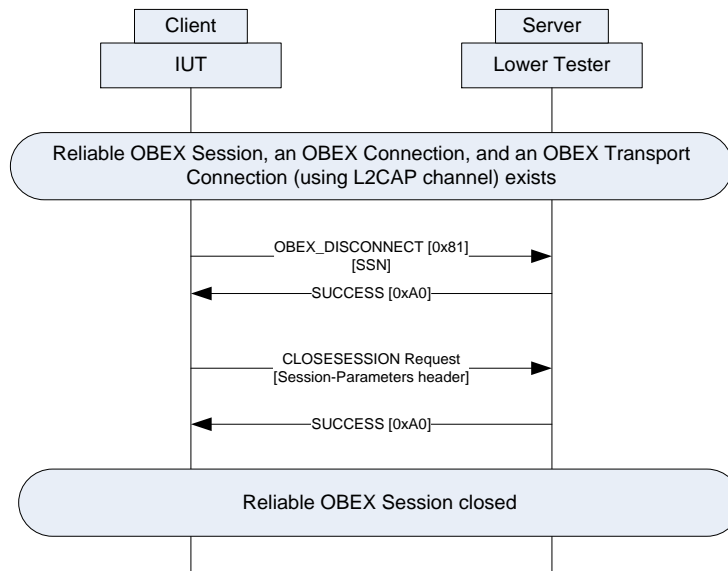 Client
Server
IUT
Lower Tester
Reliable OBEX Session, an OBEX Connection, and an OBEX Transport
Connection (using L2CAP channel) exists
OBEX_DISCONNECT [0x81]
[SSN]
SUCCESS [0xA0]
CLOSESESSION Request
[Session-Parameters header]
SUCCESS [0xA0]
Reliable OBEX Session closed